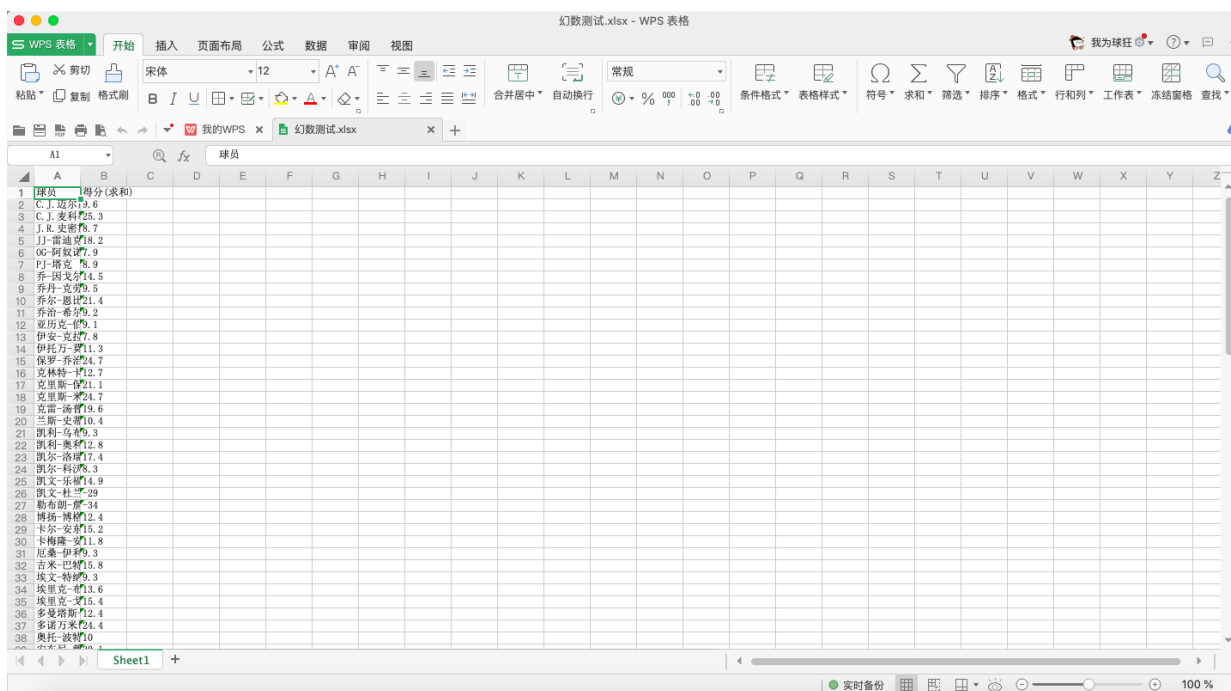 幻数测试.xlsx - WPS 表格
WPS 表格 开始 插入 页面布局 公式 数据 审阅 视图 我为球狂
剪切 宋体 12 A+ A- 常规
粘贴 复制 格式刷 B I U A 合并居中 自动换行 % 000 条件格式 表格样式 符号 求和 筛选 排序 格式 行和列 工作表 冻结窗格 查找
我的WPS 幻数测试.xlsx
A1 fx 球员
A B C D E F G H I J K L M N O P Q R S T U V W X Y Z
1 球员 得分(求和)
2 C.J.迈尔 9.6
3 C.J.麦科 25.3
4 J.R.史密 8.7
5 JJ-雷迪克 18.2
6 OG-阿奴诺 7.9
7 PJ-塔克 8.9
8 乔-因戈尔 14.5
9 乔丹-克劳 9.5
10 乔尔-恩比 21.4
11 乔治-希尔 9.2
12 亚历克-伯 9.1
13 伊安-克拉 7.8
14 伊托万-莫 11.3
15 保罗-乔治 24.7
16 克林特-卡 12.7
17 克里斯-保 21.1
18 克里斯-米 24.7
19 克雷-汤普 19.6
20 兰斯-史蒂 10.4
21 凯利-乌布 9.3
22 凯利-奥利 12.8
23 凯尔-洛瑞 17.4
24 凯尔-科沃 8.3
25 凯文-乐福 14.9
26 凯文-杜兰 -29
27 勒布朗-詹 -34
28 博扬-博格 12.4
29 卡尔-安东 15.2
30 卡梅隆-安 11.8
31 厄桑-伊利 9.3
32 吉米-巴特 15.8
33 埃文-特纳 9.3
34 埃里克-布 13.6
35 埃里克-戈 15.4
36 多曼塔斯- 12.4
37 多诺万米 24.4
38 奥托-波特 10
Sheet1
实时备份 100 %